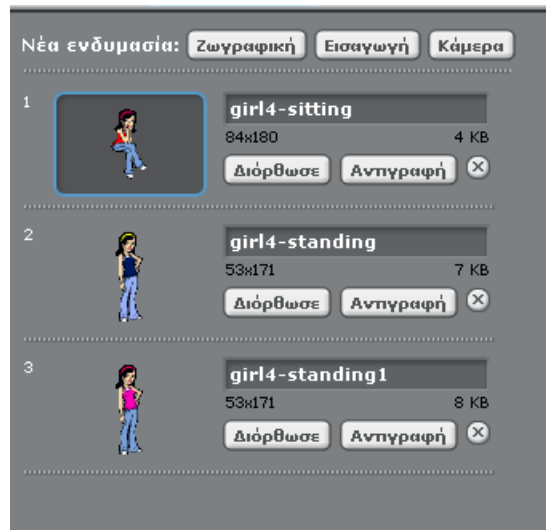 Νέα ενδυμασία: Ζωγραφική Εισαγωγή Κάμερα
1
girl4-sitting
84x180 4 KB
Διόρθωσε Αντιγραφή
2
girl4-standing
53x171 7 KB
Διόρθωσε Αντιγραφή
3
girl4-standing1
53x171 8 KB
Διόρθωσε Αντιγραφή